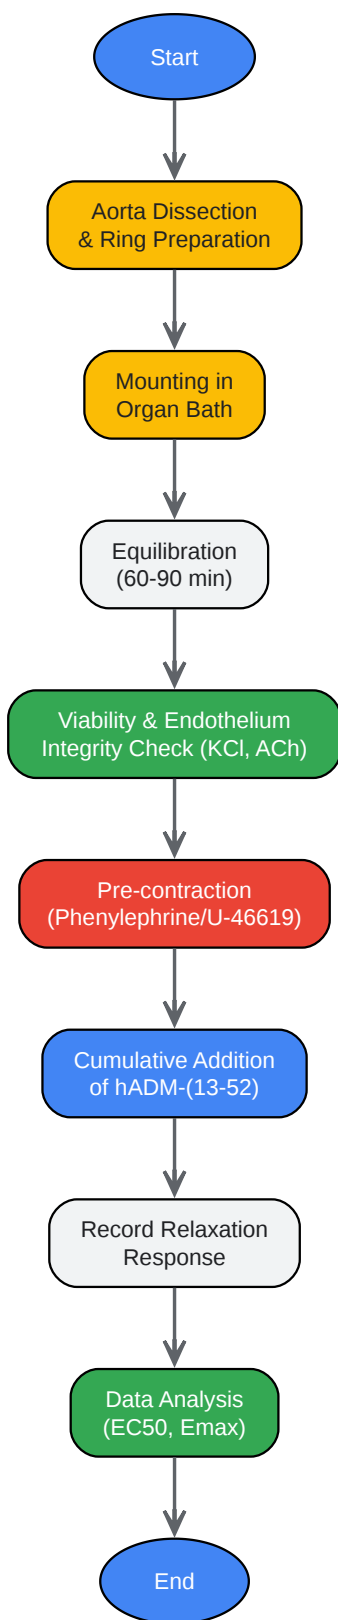 Start
Aorta Dissection
& Ring Preparation
Mounting in
Organ Bath
Equilibration
(60-90 min)
Viability & Endothelium
Integrity Check (KCl, ACh)
Pre-contraction
(Phenylephrine/U-46619)
Cumulative Addition
of hADM-(13-52)
Record Relaxation
Response
Data Analysis
(EC50, Emax)
End